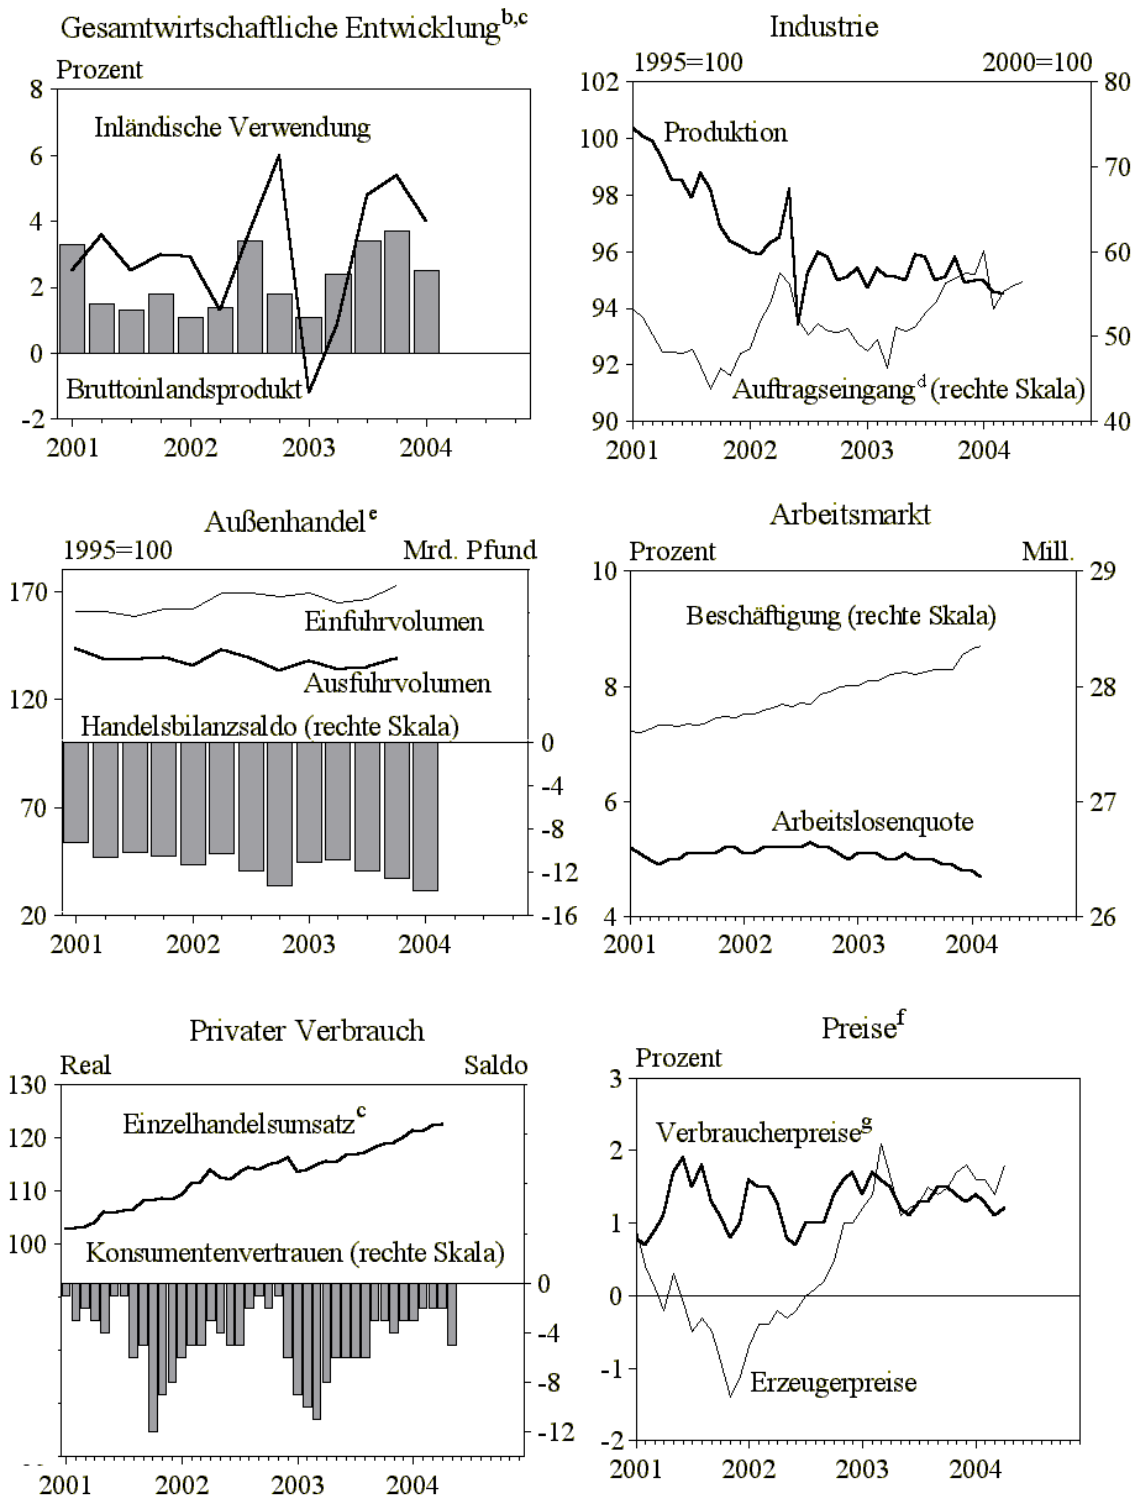 Gesamtwirtschaftliche Entwicklung b,c
Prozent
8
6
4
2
0
-2
Inländische Verwendung
Bruttoinlandsprodukt
2001 2002 2003 2004
Industrie
1995=100 2000=100
102
100
98
96
94
92
90
80
70
60
50
40
Produktion
Auftragseingang d (rechte Skala)
2001 2002 2003 2004
Außenhandel e
1995=100 Mrd. Pfund
170
120
70
20
0
-4
-8
-12
-16
Einfuhrvolumen
Ausfuhrvolumen
Handelsbilanzsaldo (rechte Skala)
2001 2002 2003 2004
Arbeitsmarkt
Prozent Mill.
10
8
6
4
29
28
27
26
Beschäftigung (rechte Skala)
Arbeitslosenquote
2001 2002 2003 2004
Privater Verbrauch
Real Saldo
130
120
110
100
0
-4
-8
-12
Einzelhandelsumsatz c
Konsumentenvertrauen (rechte Skala)
2001 2002 2003 2004
Preise f
Prozent
3
2
1
0
-1
-2
Verbraucherpreise g
Erzeugerpreise
2001 2002 2003 2004